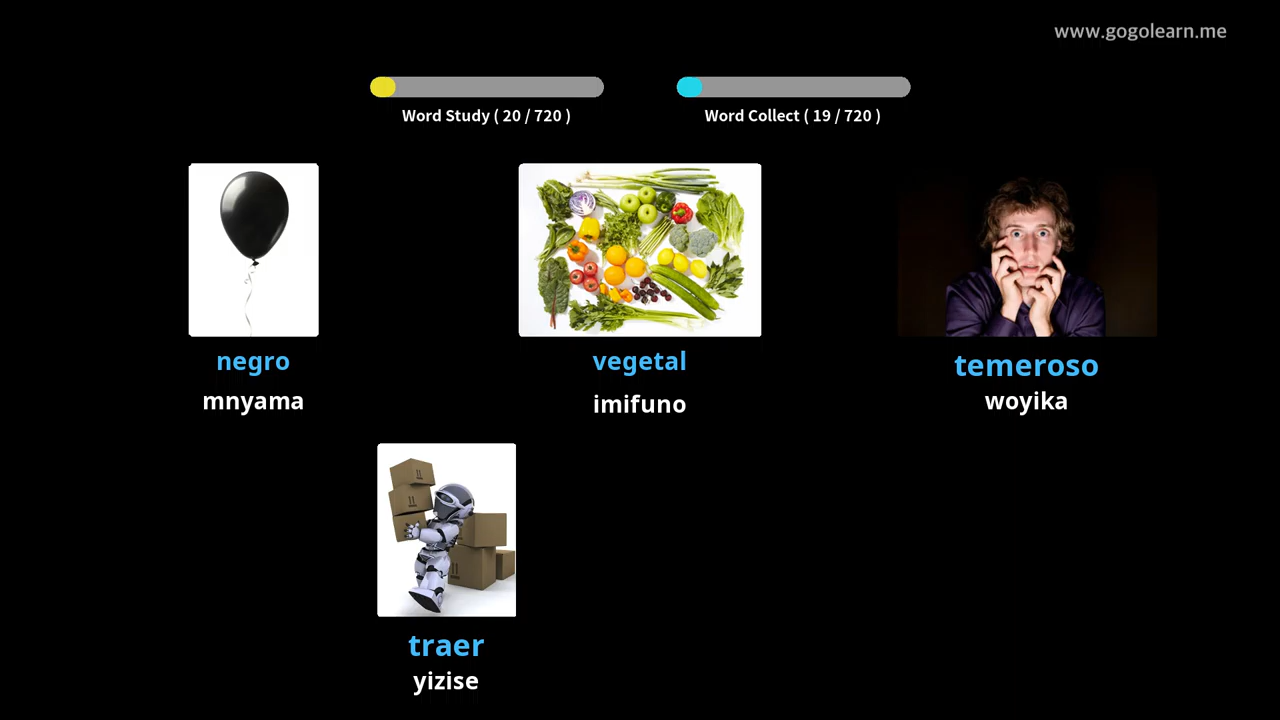 www.gogolearn.me
Word Study ( 20 / 720 )
Word Collect ( 19 / 720 )
negro
mnyama
vegetal
imifuno
temeroso
woyika
traer
yizise